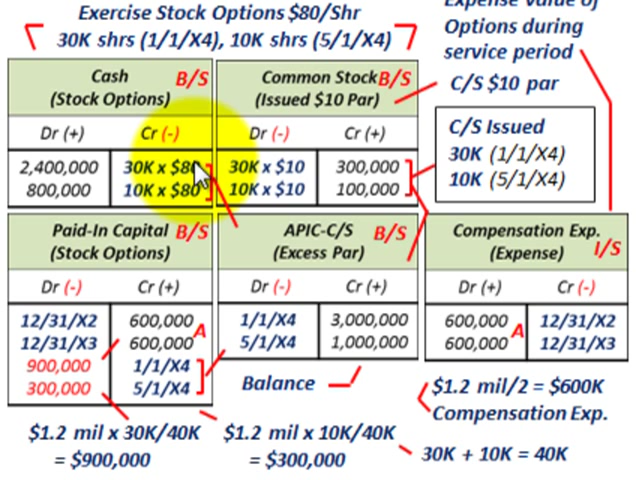 Exercise Stock Options $80/Shr
30K shrs (1/1/X4), 10K shrs (5/1/X4)
Expense Value of
Options during
service period
Cash B/S
(Stock Options)
Dr (+) Cr (-)
2,400,000 30K x $80
800,000 10K x $80
Common Stock B/S
(Issued $10 Par)
Dr (-) Cr (+)
30K x $10 300,000
10K x $10 100,000
C/S $10 par
C/S Issued
30K (1/1/X4)
10K (5/1/X4)
Paid-In Capital B/S
(Stock Options)
Dr (-) Cr (+)
12/31/X2 600,000 A
12/31/X3 600,000
900,000 1/1/X4
300,000 5/1/X4
APIC-C/S B/S
(Excess Par)
Dr (-) Cr (+)
1/1/X4 3,000,000
5/1/X4 1,000,000
Balance
Compensation Exp.
(Expense) I/S
Dr (+) Cr (-)
600,000 A 12/31/X2
600,000 12/31/X3
$1.2 mil/2 = $600K
Compensation Exp.
$1.2 mil x 30K/40K
= $900,000
$1.2 mil x 10K/40K
= $300,000
30K + 10K = 40K